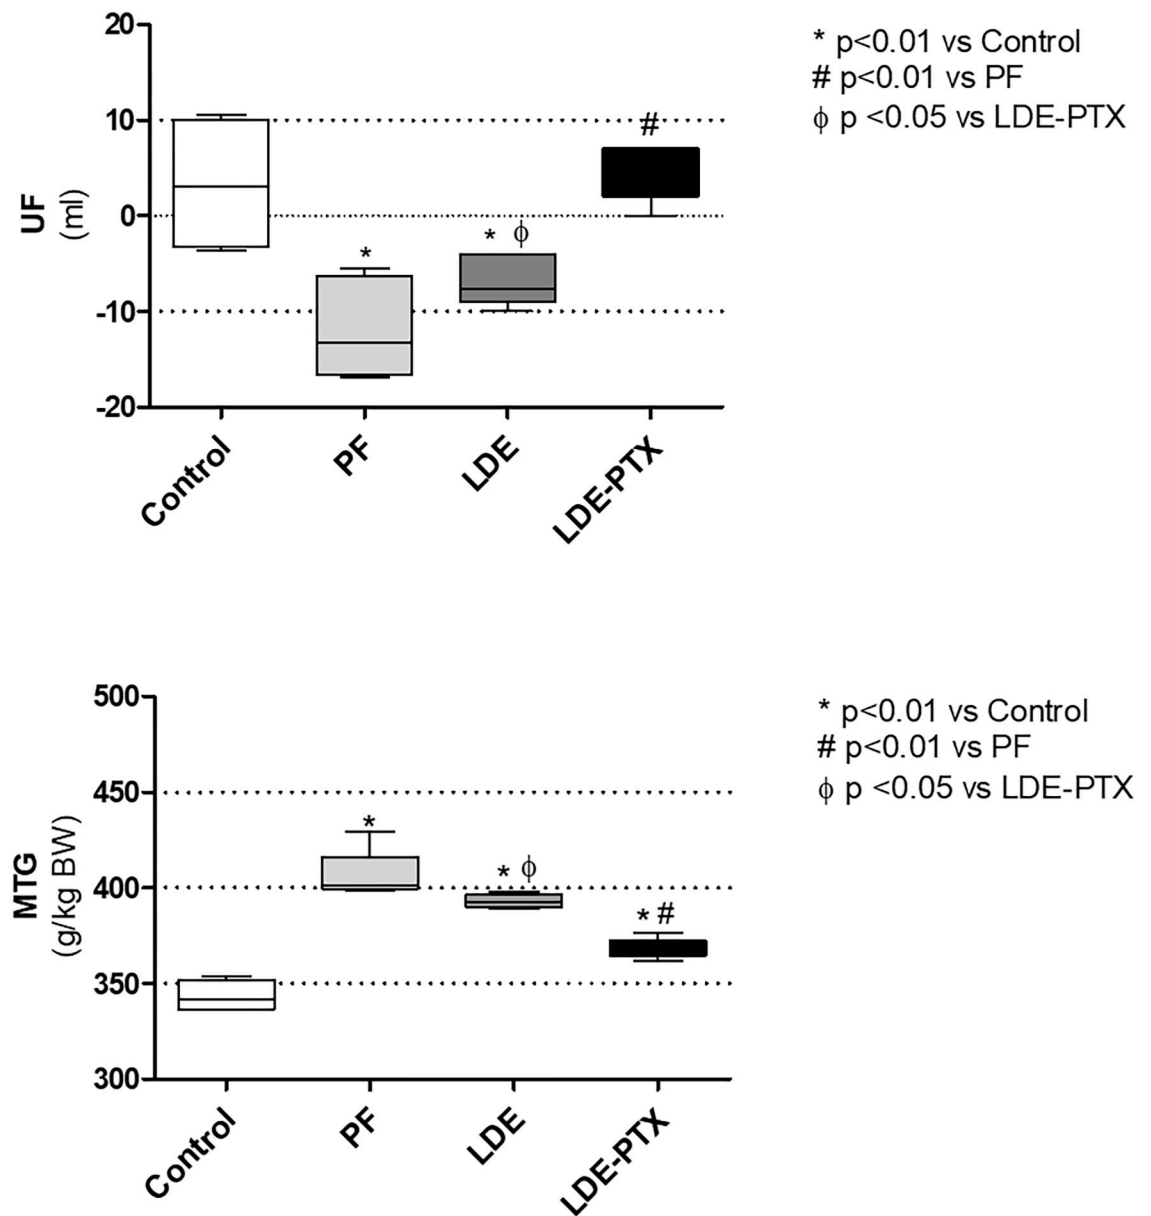 20
10
0
-10
-20
UF
(ml)
* p<0.01 vs Control
# p<0.01 vs PF
ϕ p <0.05 vs LDE-PTX
*
* ϕ
#
Control
PF
LDE
LDE-PTX
500
450
400
350
300
MTG
(g/kg BW)
* p<0.01 vs Control
# p<0.01 vs PF
ϕ p <0.05 vs LDE-PTX
*
* ϕ
* #
Control
PF
LDE
LDE-PTX